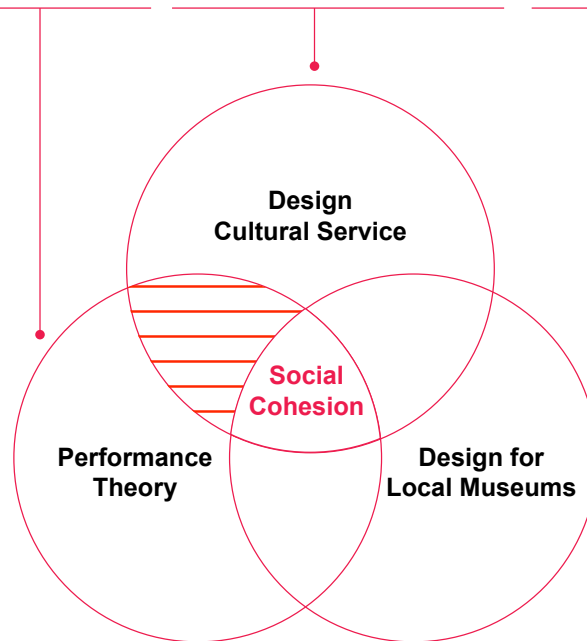 Design
Cultural Service
Social
Cohesion
Performance
Theory
Design for
Local Museums